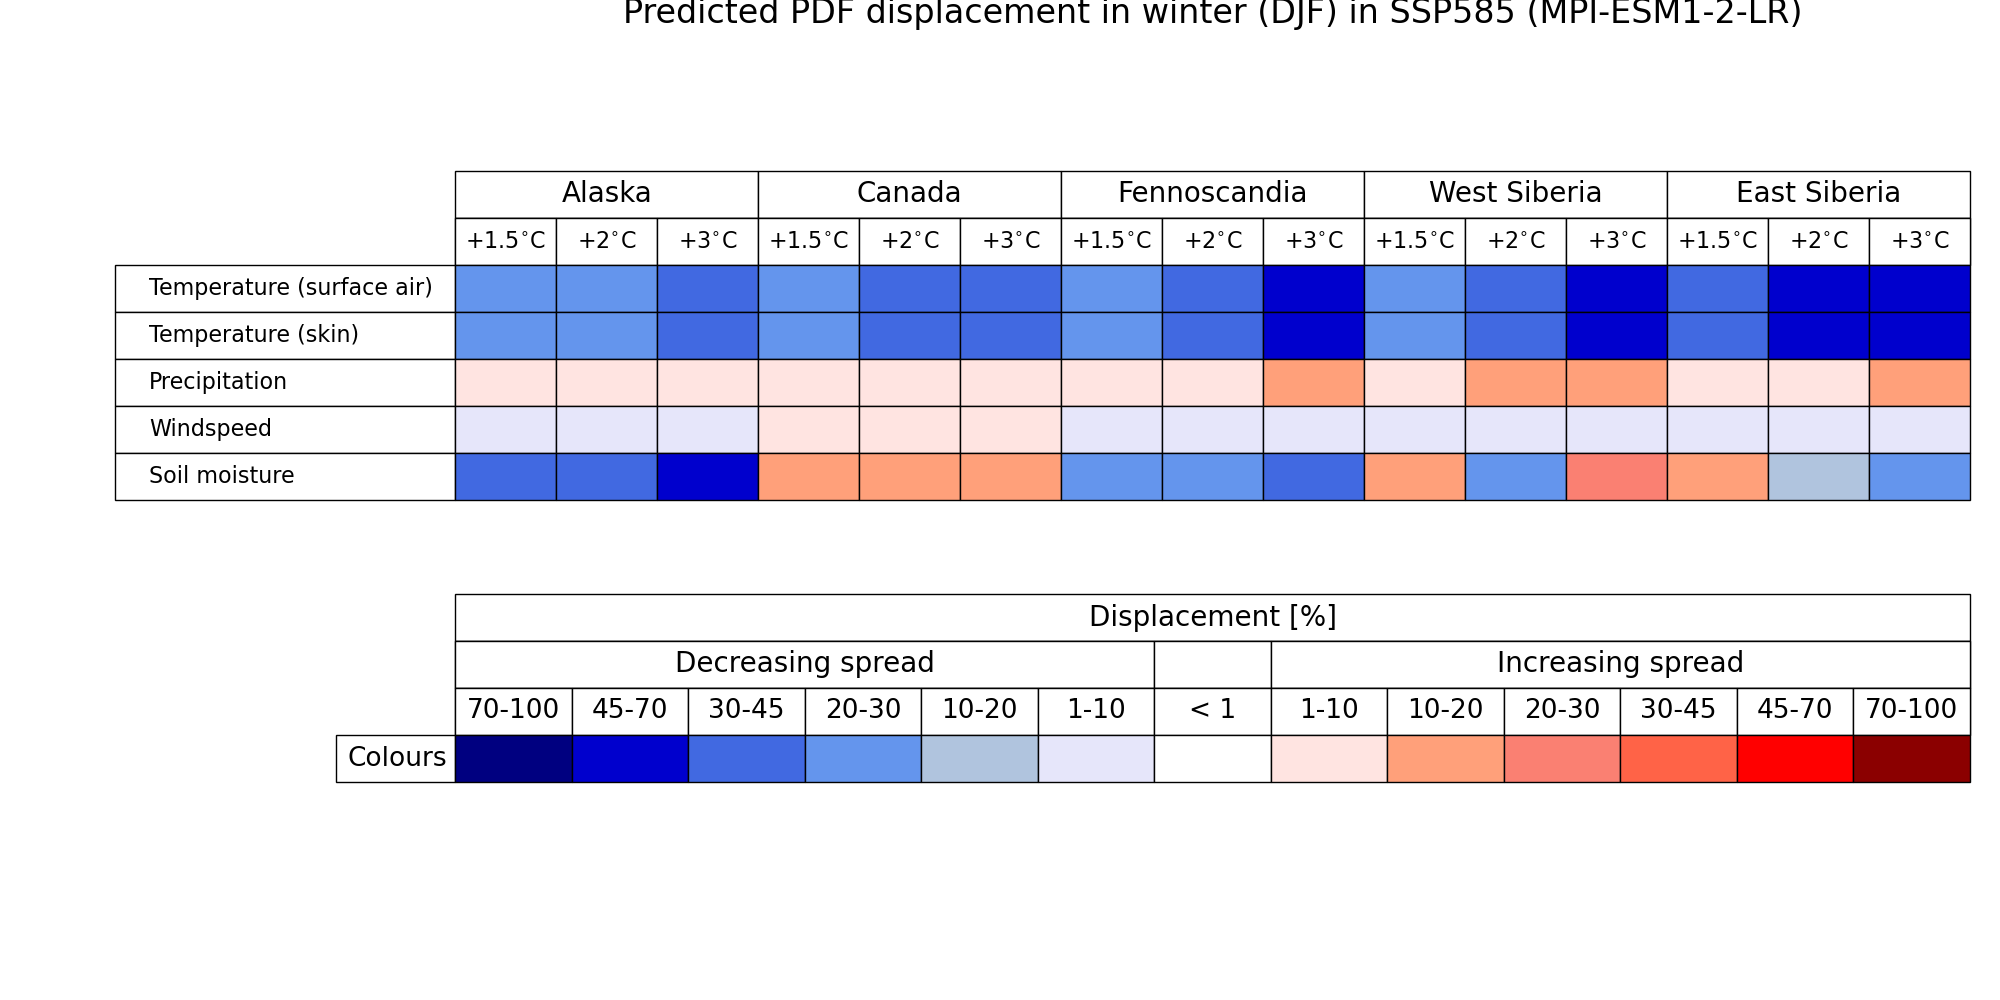 Predicted PDF displacement in winter (DJF) in SSP585 (MPI-ESM1-2-LR)
Alaska Canada Fennoscandia West Siberia East Siberia
+1.5°C +2°C +3°C +1.5°C +2°C +3°C +1.5°C +2°C +3°C +1.5°C +2°C +3°C +1.5°C +2°C +3°C
Temperature (surface air)
Temperature (skin)
Precipitation
Windspeed
Soil moisture
Displacement [%]
Decreasing spread Increasing spread
70-100 45-70 30-45 20-30 10-20 1-10 < 1 1-10 10-20 20-30 30-45 45-70 70-100
Colours